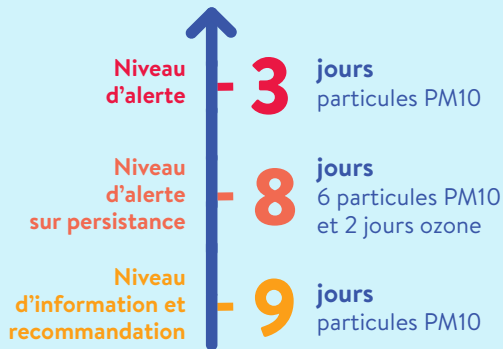 Niveau
d’alerte
3
jours
particules PM10
Niveau
d’alerte
sur persistance
8
jours
6 particules PM10
et 2 jours ozone
Niveau
d’information et
recommandation
9
jours
particules PM10